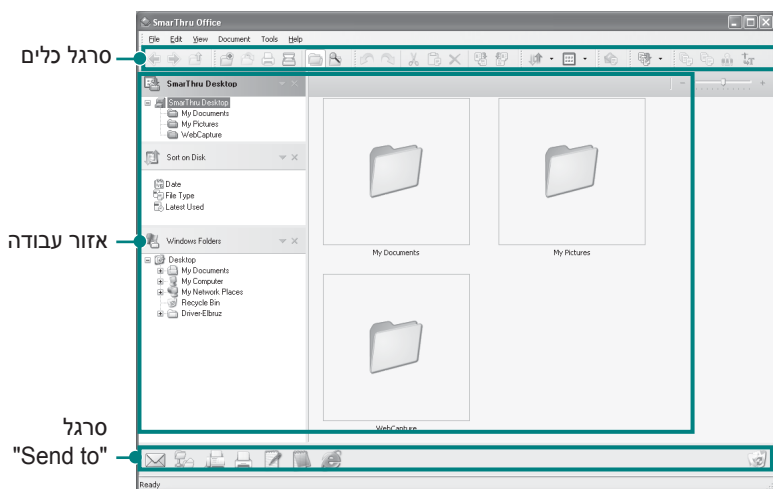 SmarThru Office
File Edit View Document Tools Help
סרגל כלים
SmarThru Desktop
SmarThru Desktop
My Documents
My Pictures
WebCapture
Sort on Disk
Date
File Type
Latest Used
אזור עבודה
Windows Folders
Desktop
My Documents
My Computer
My Network Places
Recycle Bin
Driver-Elbruz
My Documents
My Pictures
WebCapture
סרגל
"Send to"
Ready